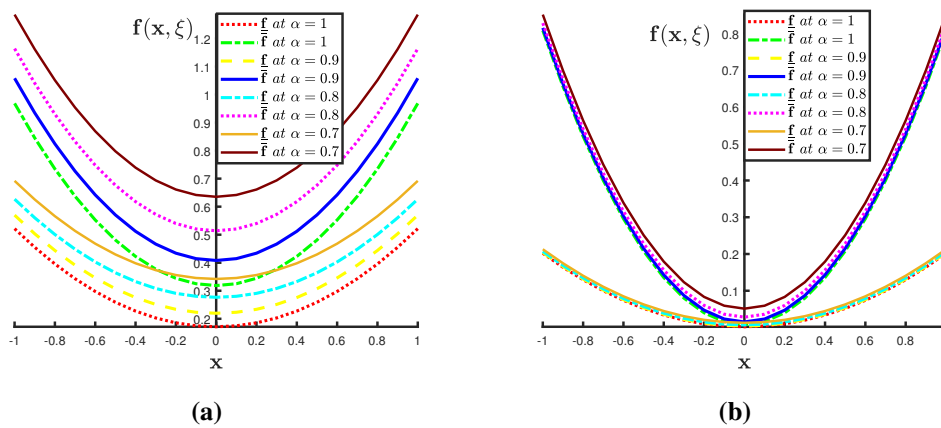 f(x, ξ)
1.2
1.1
1
0.9
0.8
0.7
0.6
0.5
0.4
0.3
0.2
f at α = 1
f̿ at α = 1
f at α = 0.9
f̿ at α = 0.9
f at α = 0.8
f̿ at α = 0.8
f at α = 0.7
f̿ at α = 0.7
-1 -0.8 -0.6 -0.4 -0.2 0 0.2 0.4 0.6 0.8 1
x
(a)
f(x, ξ)
0.8
0.7
0.6
0.5
0.4
0.3
0.2
0.1
f at α = 1
f̿ at α = 1
f at α = 0.9
f̿ at α = 0.9
f at α = 0.8
f̿ at α = 0.8
f at α = 0.7
f̿ at α = 0.7
-1 -0.8 -0.6 -0.4 -0.2 0 0.2 0.4 0.6 0.8
x
(b)